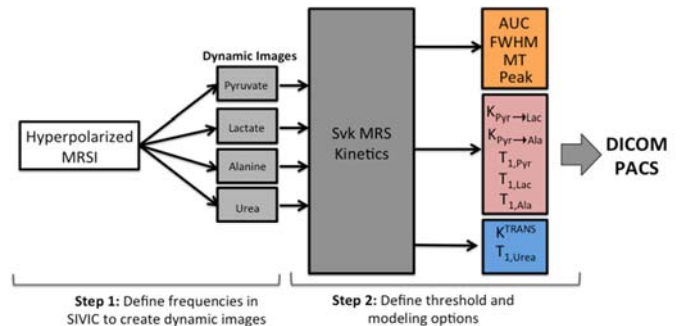 Dynamic Images
Hyperpolarized
MRSI
Pyruvate
Lactate
Alanine
Urea
Svk MRS
Kinetics
AUC
FWHM
MT
Peak
KPyr→Lac
KPyr→Ala
T1,Pyr
T1,Lac
T1,Ala
KTRANS
T1,Urea
DICOM
PACS
Step 1: Define frequencies in
SIVIC to create dynamic images
Step 2: Define threshold and
modeling options